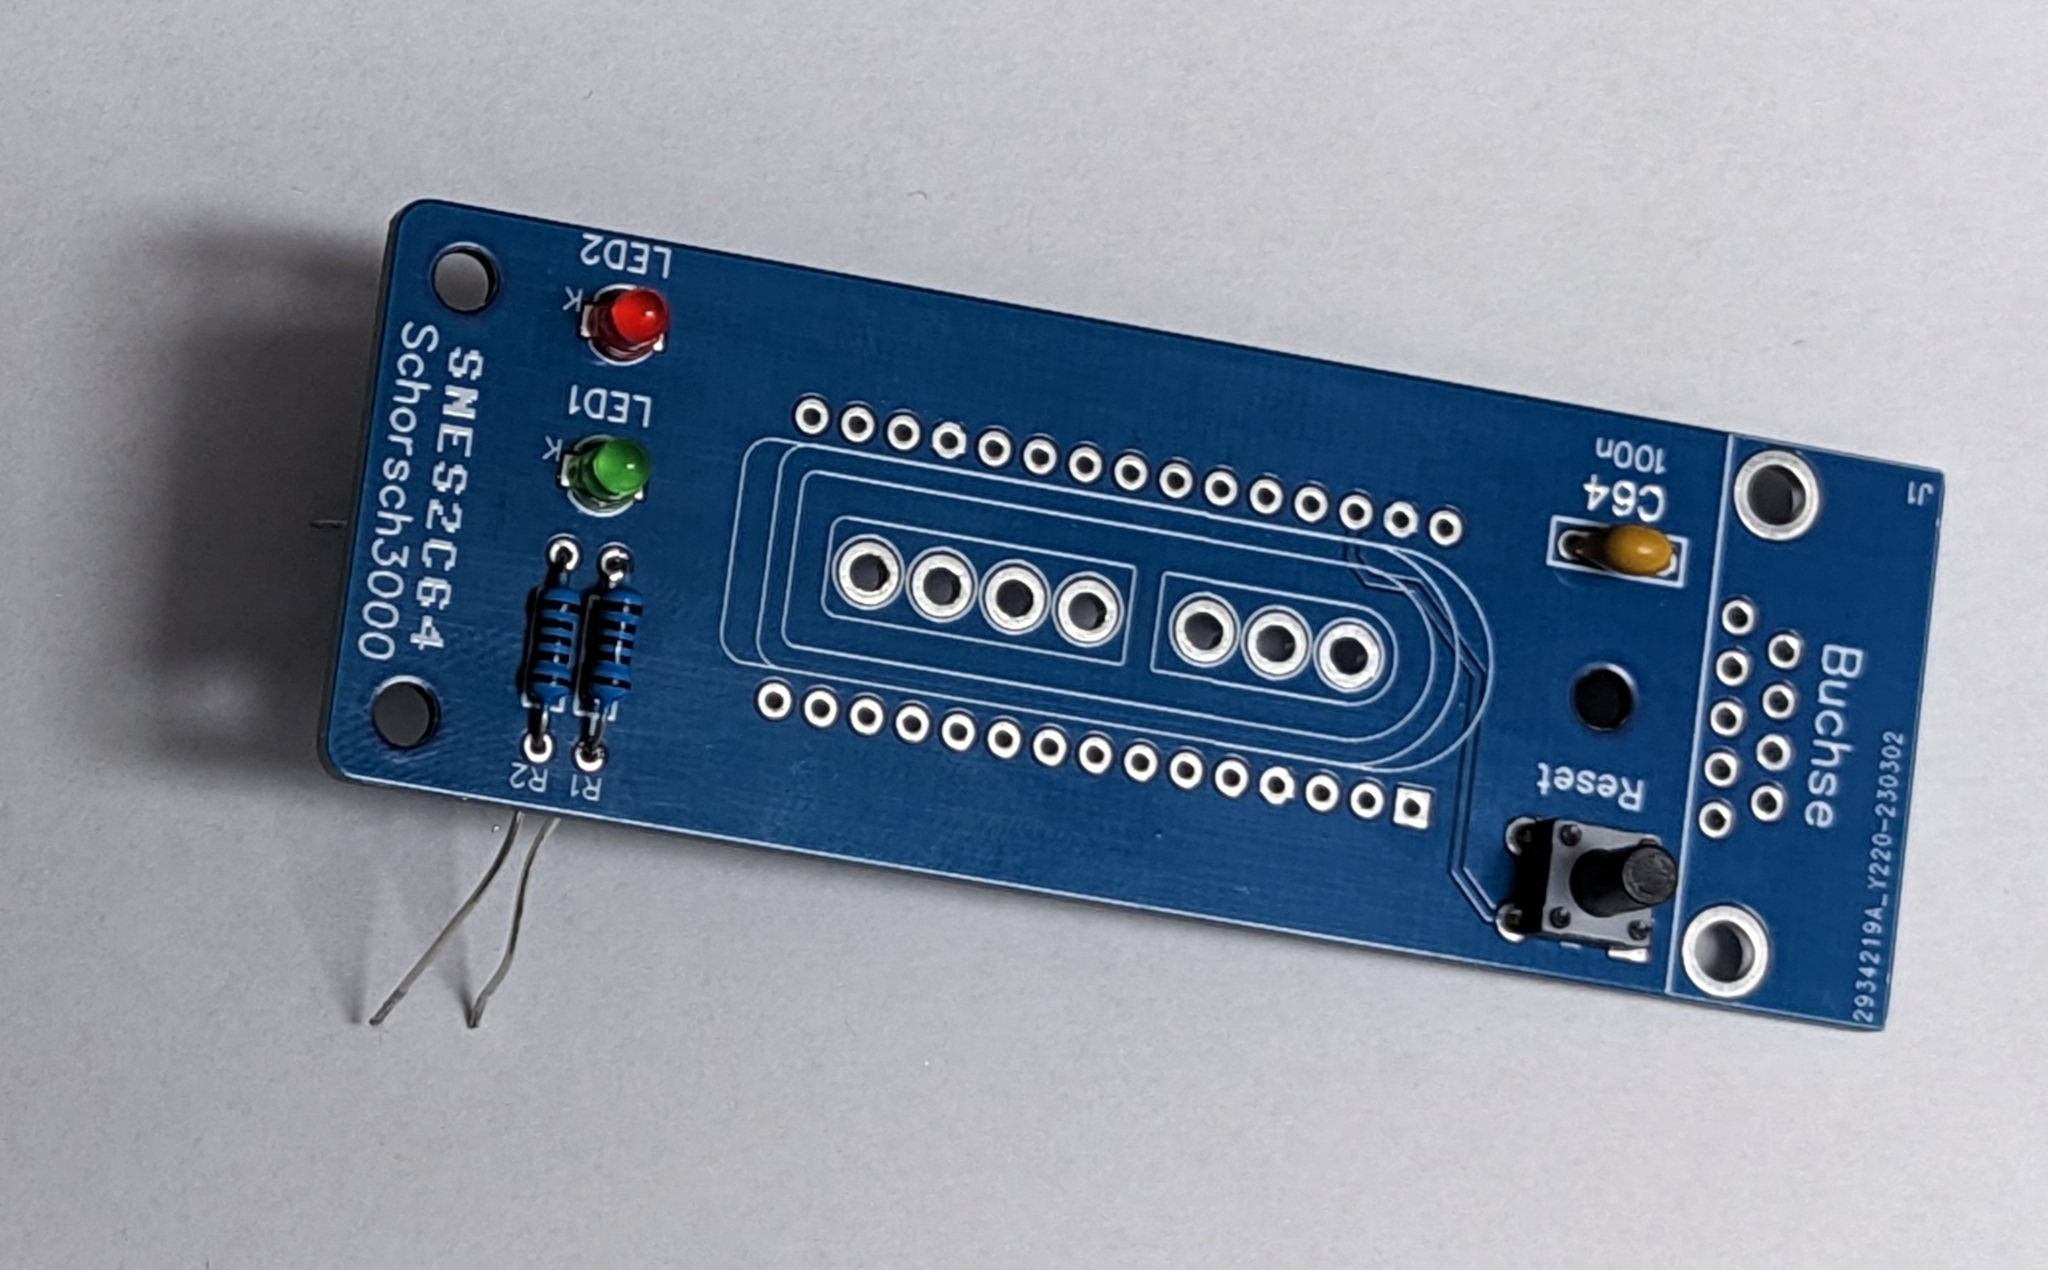 SNES2C64
Schorsch3000
LED2
K
LED1
K
R2
R1
100n
C64
Reset
J1
Buchse
2934219A_Y220-230302